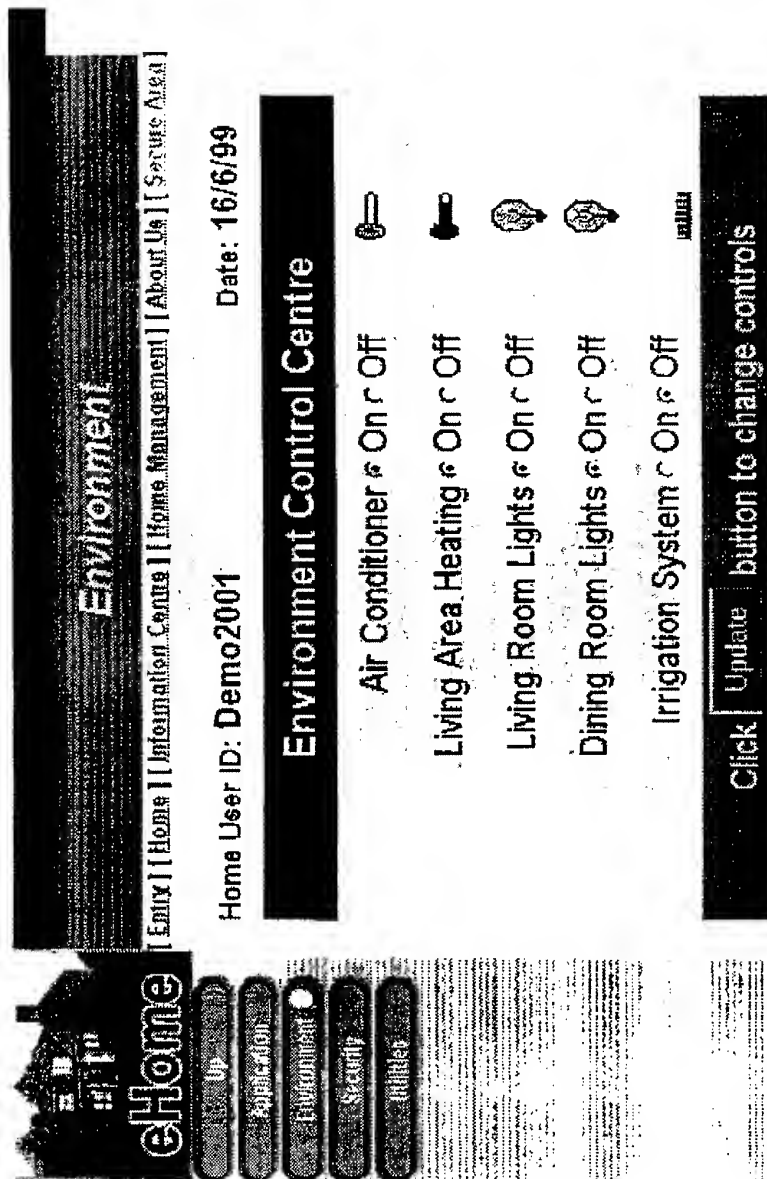 eHome
Up
Application
Environment
Security
Utilities
Environment
[ Entry ] [ Home ] [ Information Centre ] [ Home Management ] [ About Us ] [ Secure Area ]
Home User ID: Demo2001 Date: 16/6/99
Environment Control Centre
Air Conditioner On Off
Living Area Heating On Off
Living Room Lights On Off
Dining Room Lights On Off
Irrigation System On Off
Click Update button to change controls